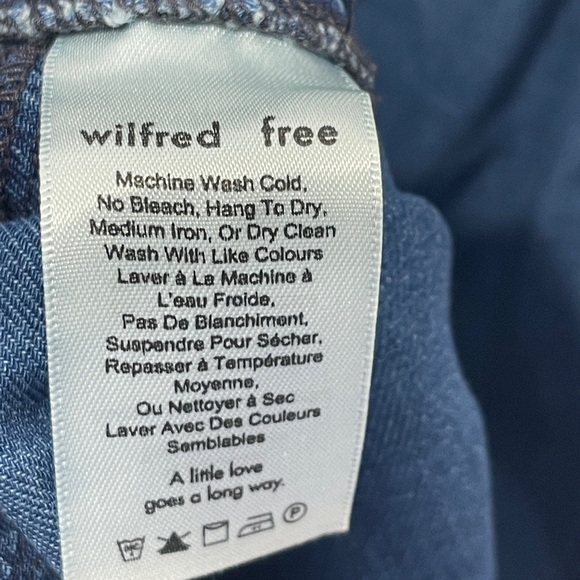 wilfred free
Machine Wash Cold,
No Bleach, Hang To Dry,
Medium Iron, Or Dry Clean
Wash With Like Colours
Laver à La Machine à
L'eau Froide,
Pas De Blanchiment,
Suspendre Pour Sécher,
Repasser à Température
Moyenne,
Ou Nettoyer à Sec
Laver Avec Des Couleurs
Semblables
A little love
goes a long way.
P